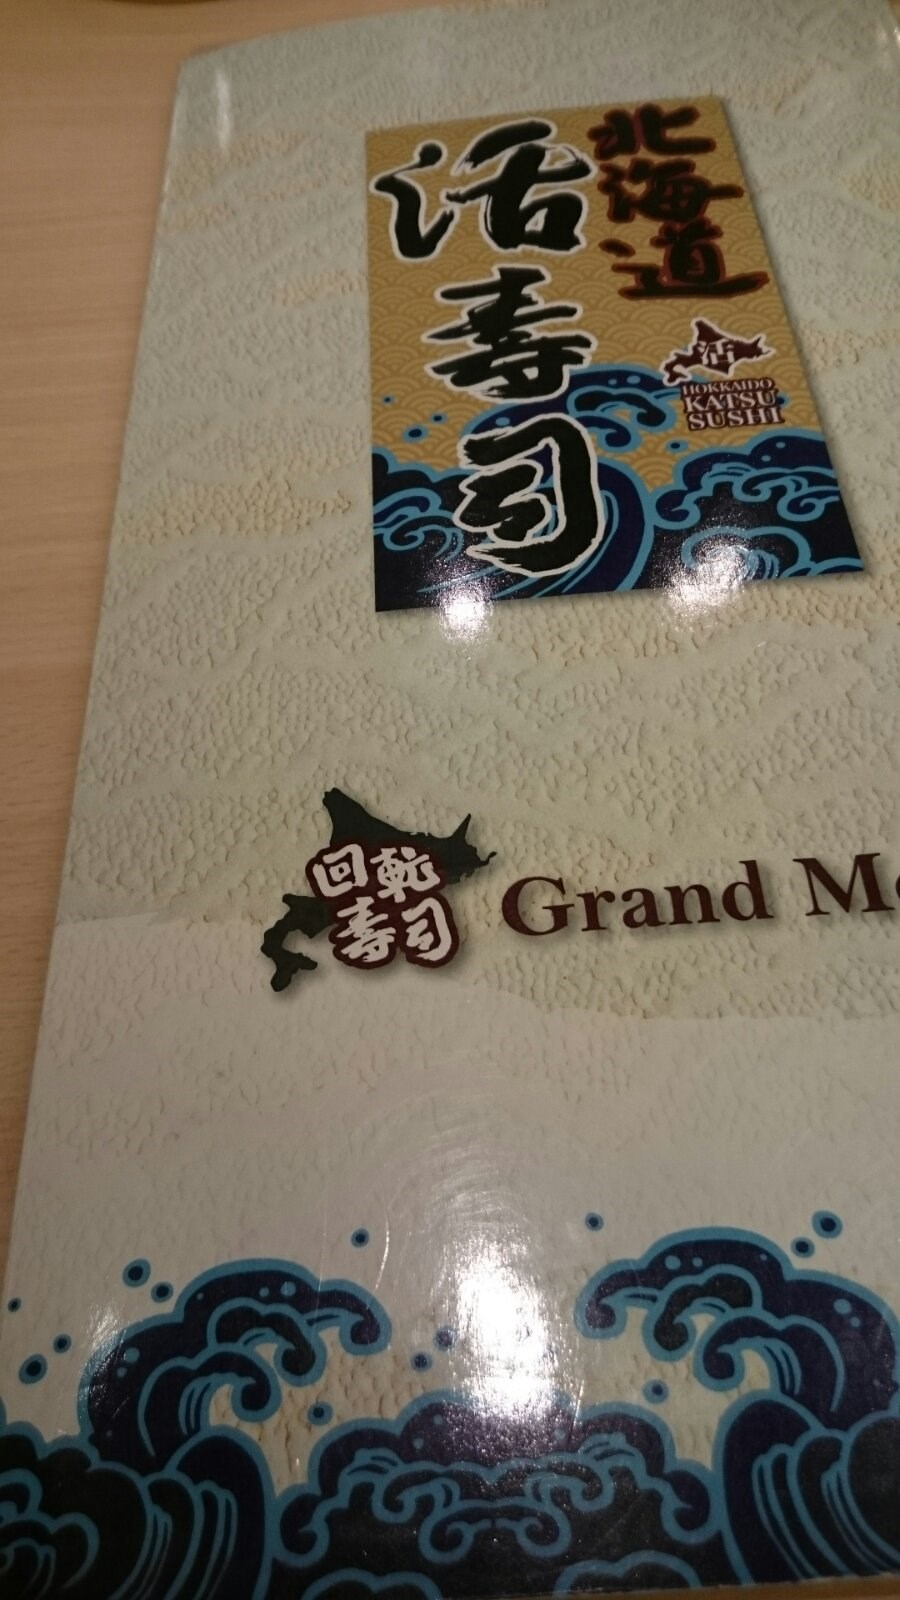 北海道
活寿司
活
HOKKAIDO
KATSU
SUSHI
回転
寿司
Grand